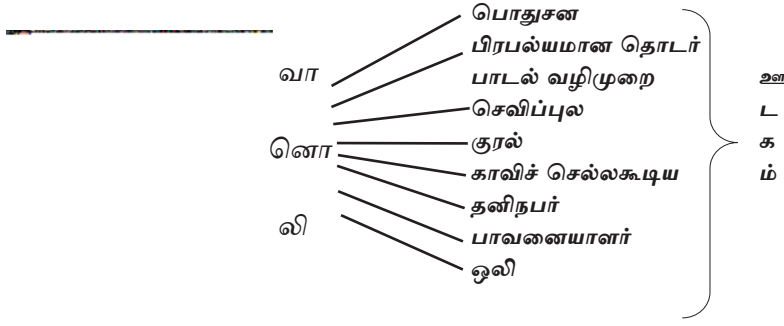 பொதுசன
பிரபல்யமான தொடர்
வா
பாடல் வழிமுறை
ஊ
செவிப்புல
ட
னொ
குரல்
க
காவிச் செல்லகூடிய
ம்
தனிநபர்
லி
பாவனையாளர்
ஒலி